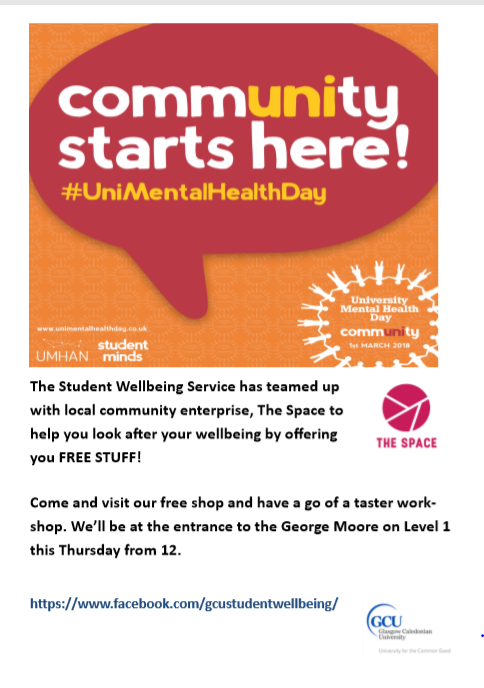 community
starts here!
#UniMentalHealthDay
University
Mental Health
Day
community
1st MARCH 2018
www.unimentalhealthday.co.uk
UMHAN
student
minds
The Student Wellbeing Service has teamed up
with local community enterprise, The Space to
help you look after your wellbeing by offering
you FREE STUFF!
THE SPACE
Come and visit our free shop and have a go of a taster work-
shop. We’ll be at the entrance to the George Moore on Level 1
this Thursday from 12.
https://www.facebook.com/gcustudentwellbeing/
GCU
Glasgow Caledonian
University
University for the Common Good